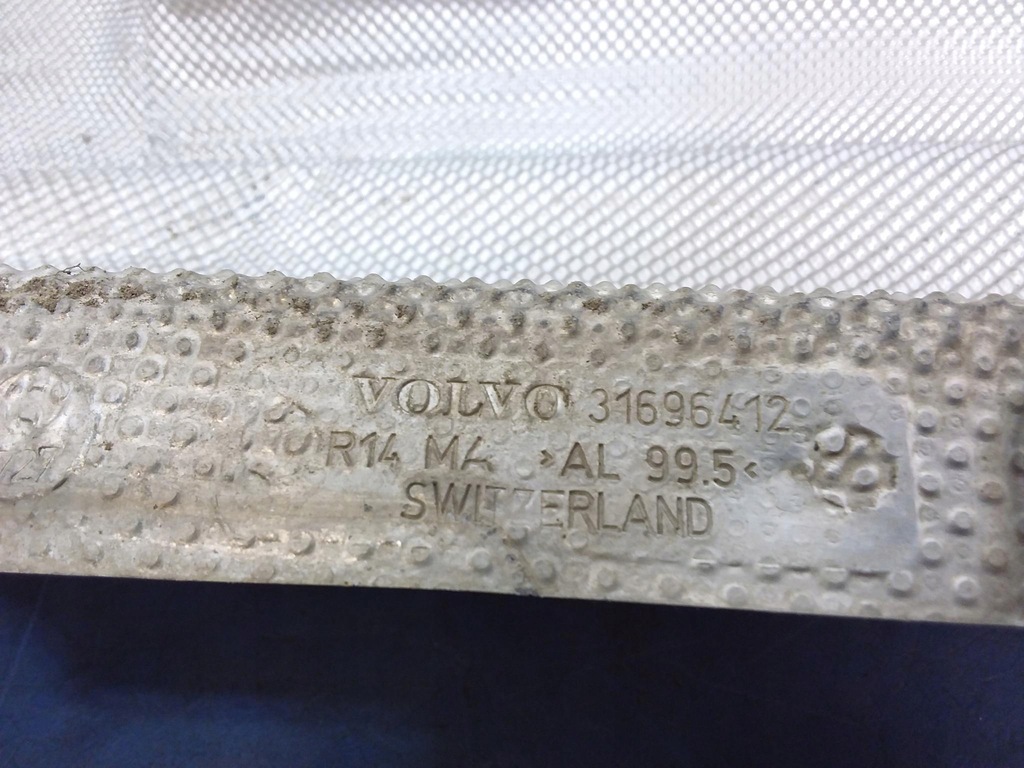 VOLVO 31696412
R14 MA >AL 99.5<
SWITZERLAND